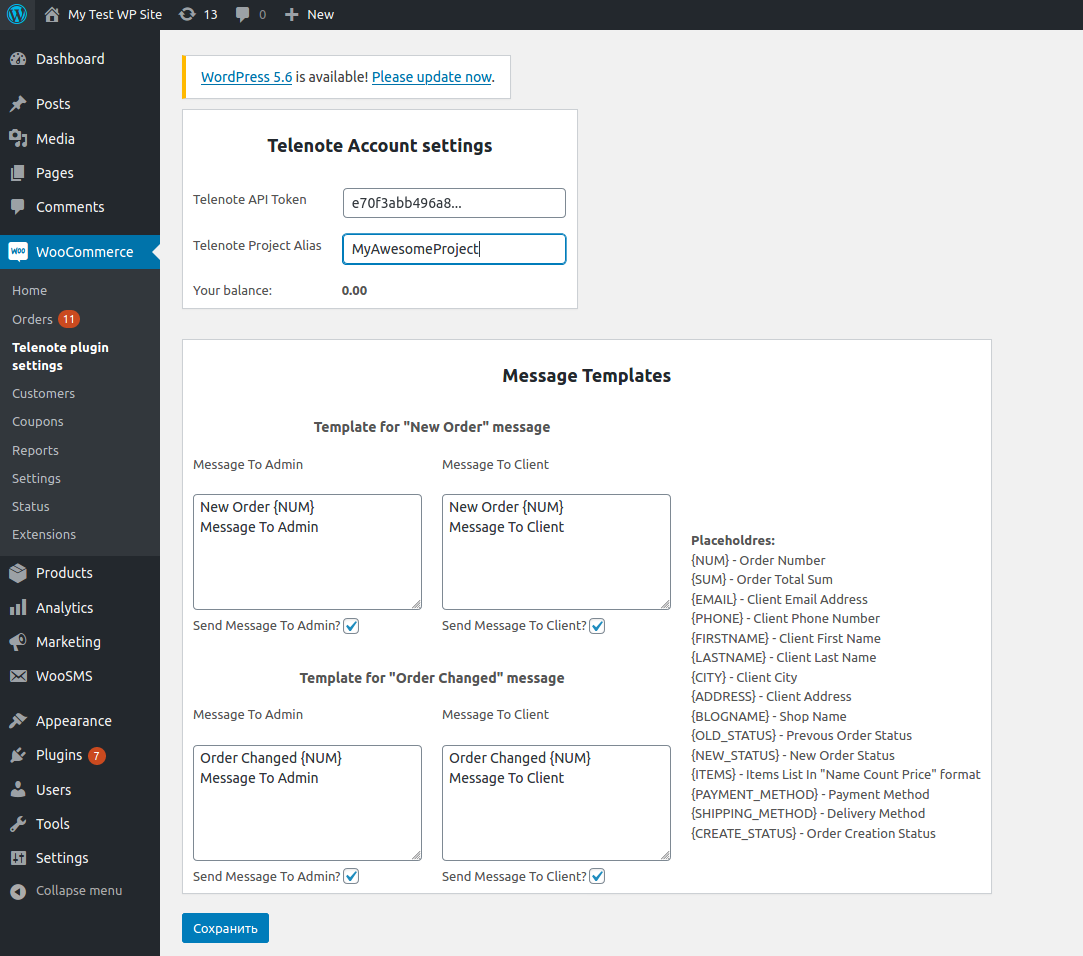 My Test WP Site 13 0 New
Dashboard
Posts
Media
Pages
Comments
WooCommerce
Home
Orders 11
Telenote plugin
settings
Customers
Coupons
Reports
Settings
Status
Extensions
Products
Analytics
Marketing
WooSMS
Appearance
Plugins 7
Users
Tools
Settings
Collapse menu
WordPress 5.6 is available! Please update now.
Telenote Account settings
Telenote API Token e70f3abb496a8...
Telenote Project Alias MyAwesomeProject
Your balance: 0.00
Message Templates
Template for "New Order" message
Message To Admin Message To Client
New Order {NUM} New Order {NUM}
Message To Admin Message To Client
Send Message To Admin? Send Message To Client?
Template for "Order Changed" message
Message To Admin Message To Client
Order Changed {NUM} Order Changed {NUM}
Message To Admin Message To Client
Send Message To Admin? Send Message To Client?
Placeholdres:
{NUM} - Order Number
{SUM} - Order Total Sum
{EMAIL} - Client Email Address
{PHONE} - Client Phone Number
{FIRSTNAME} - Client First Name
{LASTNAME} - Client Last Name
{CITY} - Client City
{ADDRESS} - Client Address
{BLOGNAME} - Shop Name
{OLD_STATUS} - Prevous Order Status
{NEW_STATUS} - New Order Status
{ITEMS} - Items List In "Name Count Price" format
{PAYMENT_METHOD} - Payment Method
{SHIPPING_METHOD} - Delivery Method
{CREATE_STATUS} - Order Creation Status
Сохранить